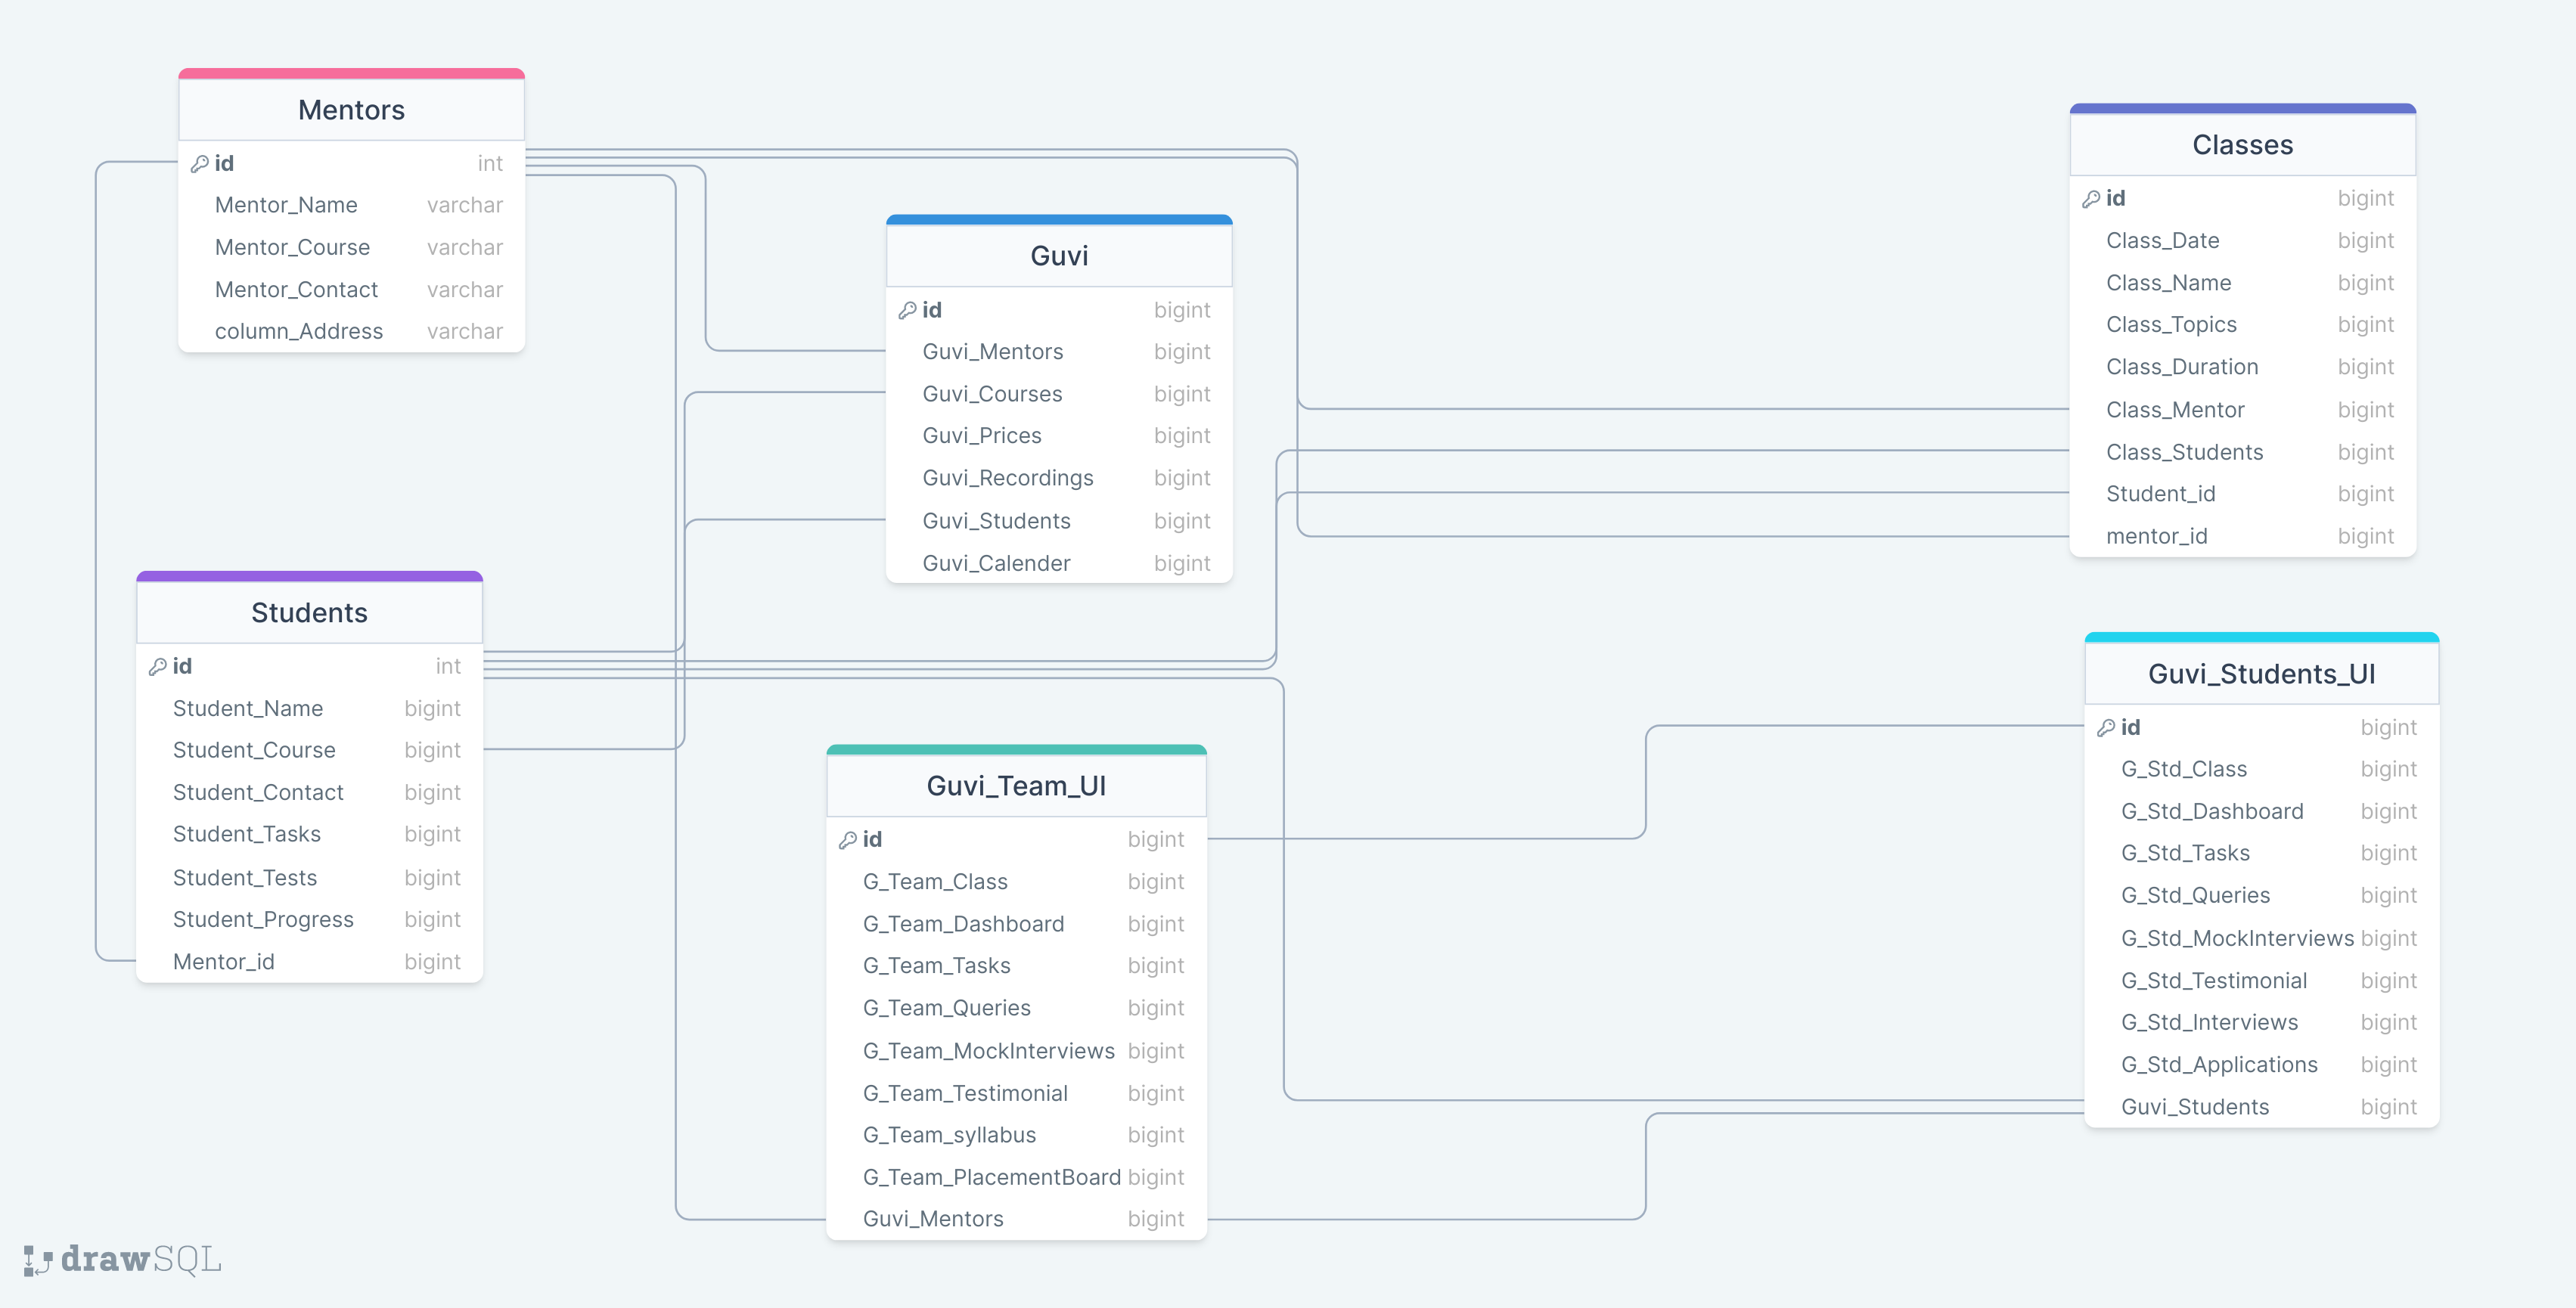 Mentors
id int
Mentor_Name varchar
Mentor_Course varchar
Mentor_Contact varchar
column_Address varchar
Guvi
id bigint
Guvi_Mentors bigint
Guvi_Courses bigint
Guvi_Prices bigint
Guvi_Recordings bigint
Guvi_Students bigint
Guvi_Calender bigint
Classes
id bigint
Class_Date bigint
Class_Name bigint
Class_Topics bigint
Class_Duration bigint
Class_Mentor bigint
Class_Students bigint
Student_id bigint
mentor_id bigint
Students
id int
Student_Name bigint
Student_Course bigint
Student_Contact bigint
Student_Tasks bigint
Student_Tests bigint
Student_Progress bigint
Mentor_id bigint
Guvi_Team_UI
id bigint
G_Team_Class bigint
G_Team_Dashboard bigint
G_Team_Tasks bigint
G_Team_Queries bigint
G_Team_MockInterviews bigint
G_Team_Testimonial bigint
G_Team_syllabus bigint
G_Team_PlacementBoard bigint
Guvi_Mentors bigint
Guvi_Students_UI
id bigint
G_Std_Class bigint
G_Std_Dashboard bigint
G_Std_Tasks bigint
G_Std_Queries bigint
G_Std_MockInterviews bigint
G_Std_Testimonial bigint
G_Std_Interviews bigint
G_Std_Applications bigint
Guvi_Students bigint
drawSQL